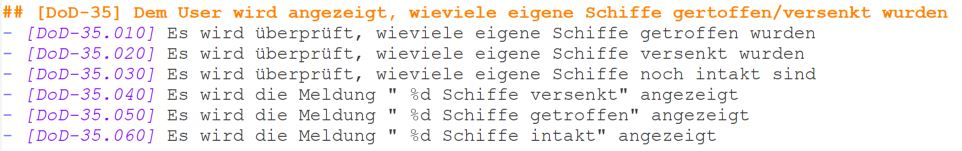 ## [DoD-35] Dem User wird angezeigt, wieviele eigene Schiffe gertoffen/versenkt wurden
- [DoD-35.010] Es wird überprüft, wieviele eigene Schiffe getroffen wurden
- [DoD-35.020] Es wird überprüft, wieviele eigene Schiffe versenkt wurden
- [DoD-35.030] Es wird überprüft, wieviele eigene Schiffe noch intakt sind
- [DoD-35.040] Es wird die Meldung " %d Schiffe versenkt" angezeigt
- [DoD-35.050] Es wird die Meldung " %d Schiffe getroffen" angezeigt
- [DoD-35.060] Es wird die Meldung " %d Schiffe intakt" angezeigt